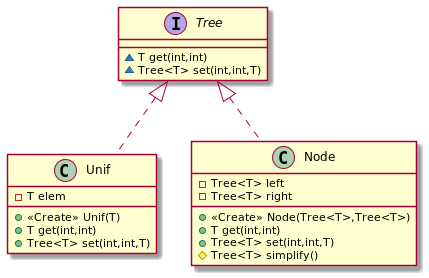 I Tree
T get(int,int)
Tree<T> set(int,int,T)
C Unif
T elem
«Create» Unif(T)
T get(int,int)
Tree<T> set(int,int,T)
C Node
Tree<T> left
Tree<T> right
«Create» Node(Tree<T>,Tree<T>)
T get(int,int)
Tree<T> set(int,int,T)
Tree<T> simplify()